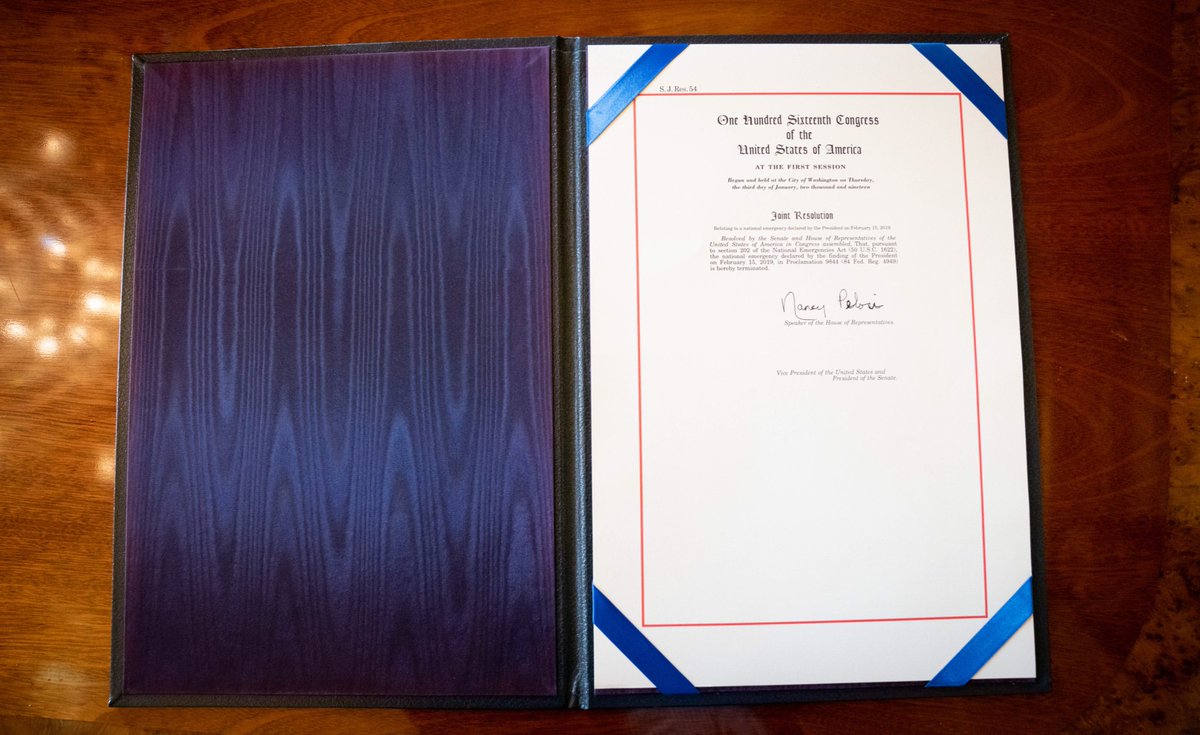 S. J. Res. 54
One Hundred Sixteenth Congress
of the
United States of America
AT THE FIRST SESSION
Begun and held at the City of Washington on Thursday,
the third day of January, two thousand and nineteen
Joint Resolution
Relating to a national emergency declared by the President on February 15, 2019.
Resolved by the Senate and House of Representatives of the
United States of America in Congress assembled, That, pursuant
to section 202 of the National Emergencies Act (50 U.S.C. 1622),
the national emergency declared by the finding of the President
on February 15, 2019, in Proclamation 9844 (84 Fed. Reg. 4949)
is hereby terminated.
Nancy Pelosi
Speaker of the House of Representatives.
Vice President of the United States and
President of the Senate.